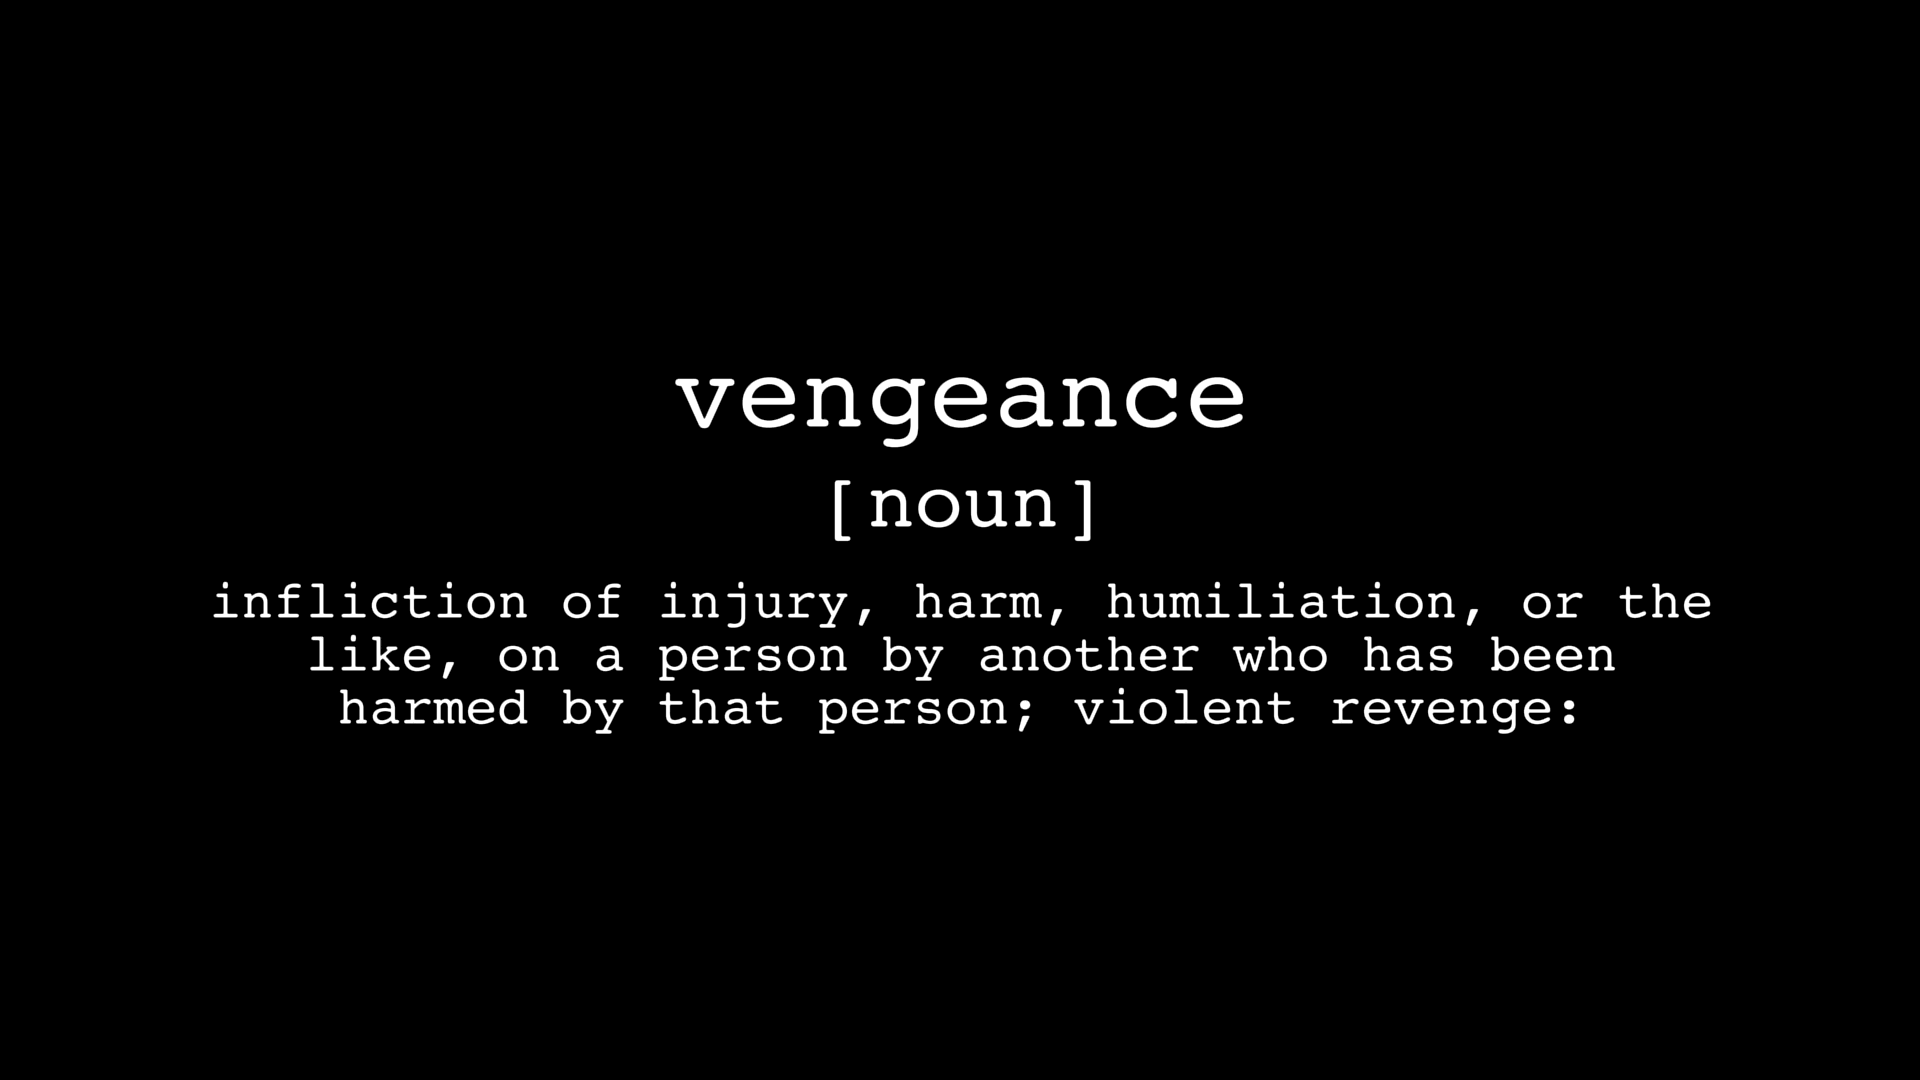 vengeance
[noun]
infliction of injury, harm, humiliation, or the
like, on a person by another who has been
harmed by that person; violent revenge: